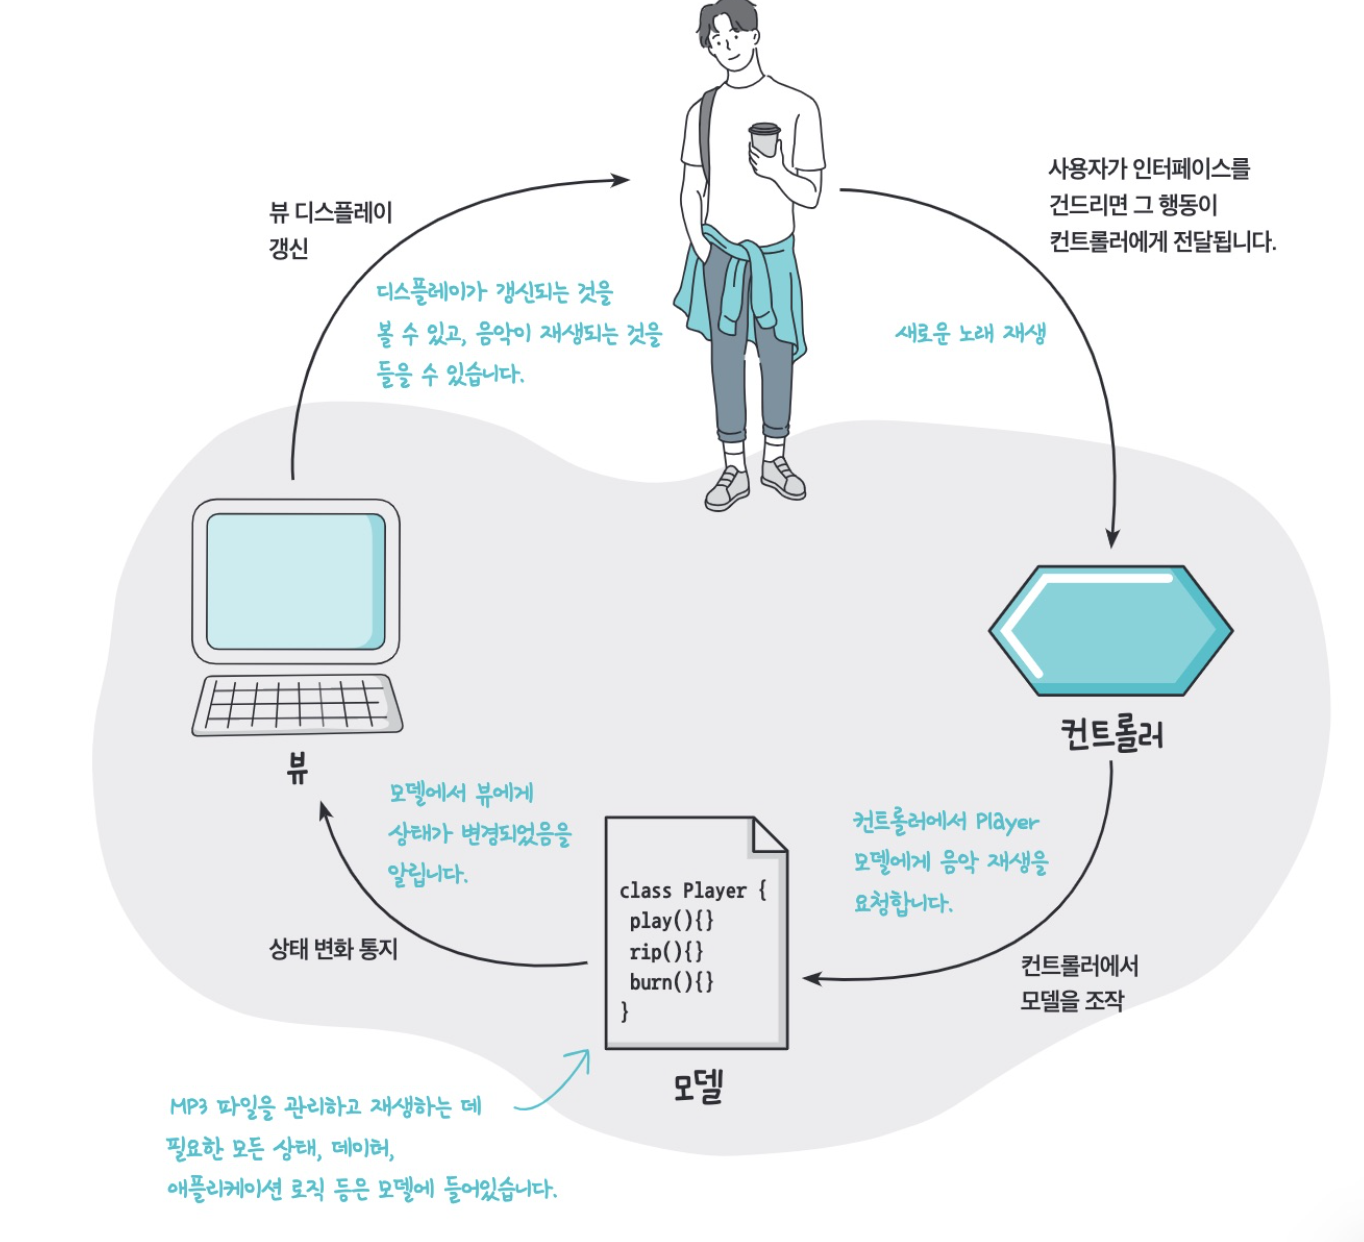 뷰 디스플레이
갱신
디스플레이가 갱신되는 것을
볼 수 있고, 음악이 재생되는 것을
들을 수 있습니다.
사용자가 인터페이스를
건드리면 그 행동이
컨트롤러에게 전달됩니다.
새로운 노래 재생
컨트롤러
컨트롤러에서 Player
모델에게 음악 재생을
요청합니다.
컨트롤러에서
모델을 조작
class Player {
play(){}
rip(){}
burn(){}
}
모델
뷰
모델에서 뷰에게
상태가 변경되었음을
알립니다.
상태 변화 통지
MP3 파일을 관리하고 재생하는 데
필요한 모든 상태, 데이터,
애플리케이션 로직 등은 모델에 들어있습니다.